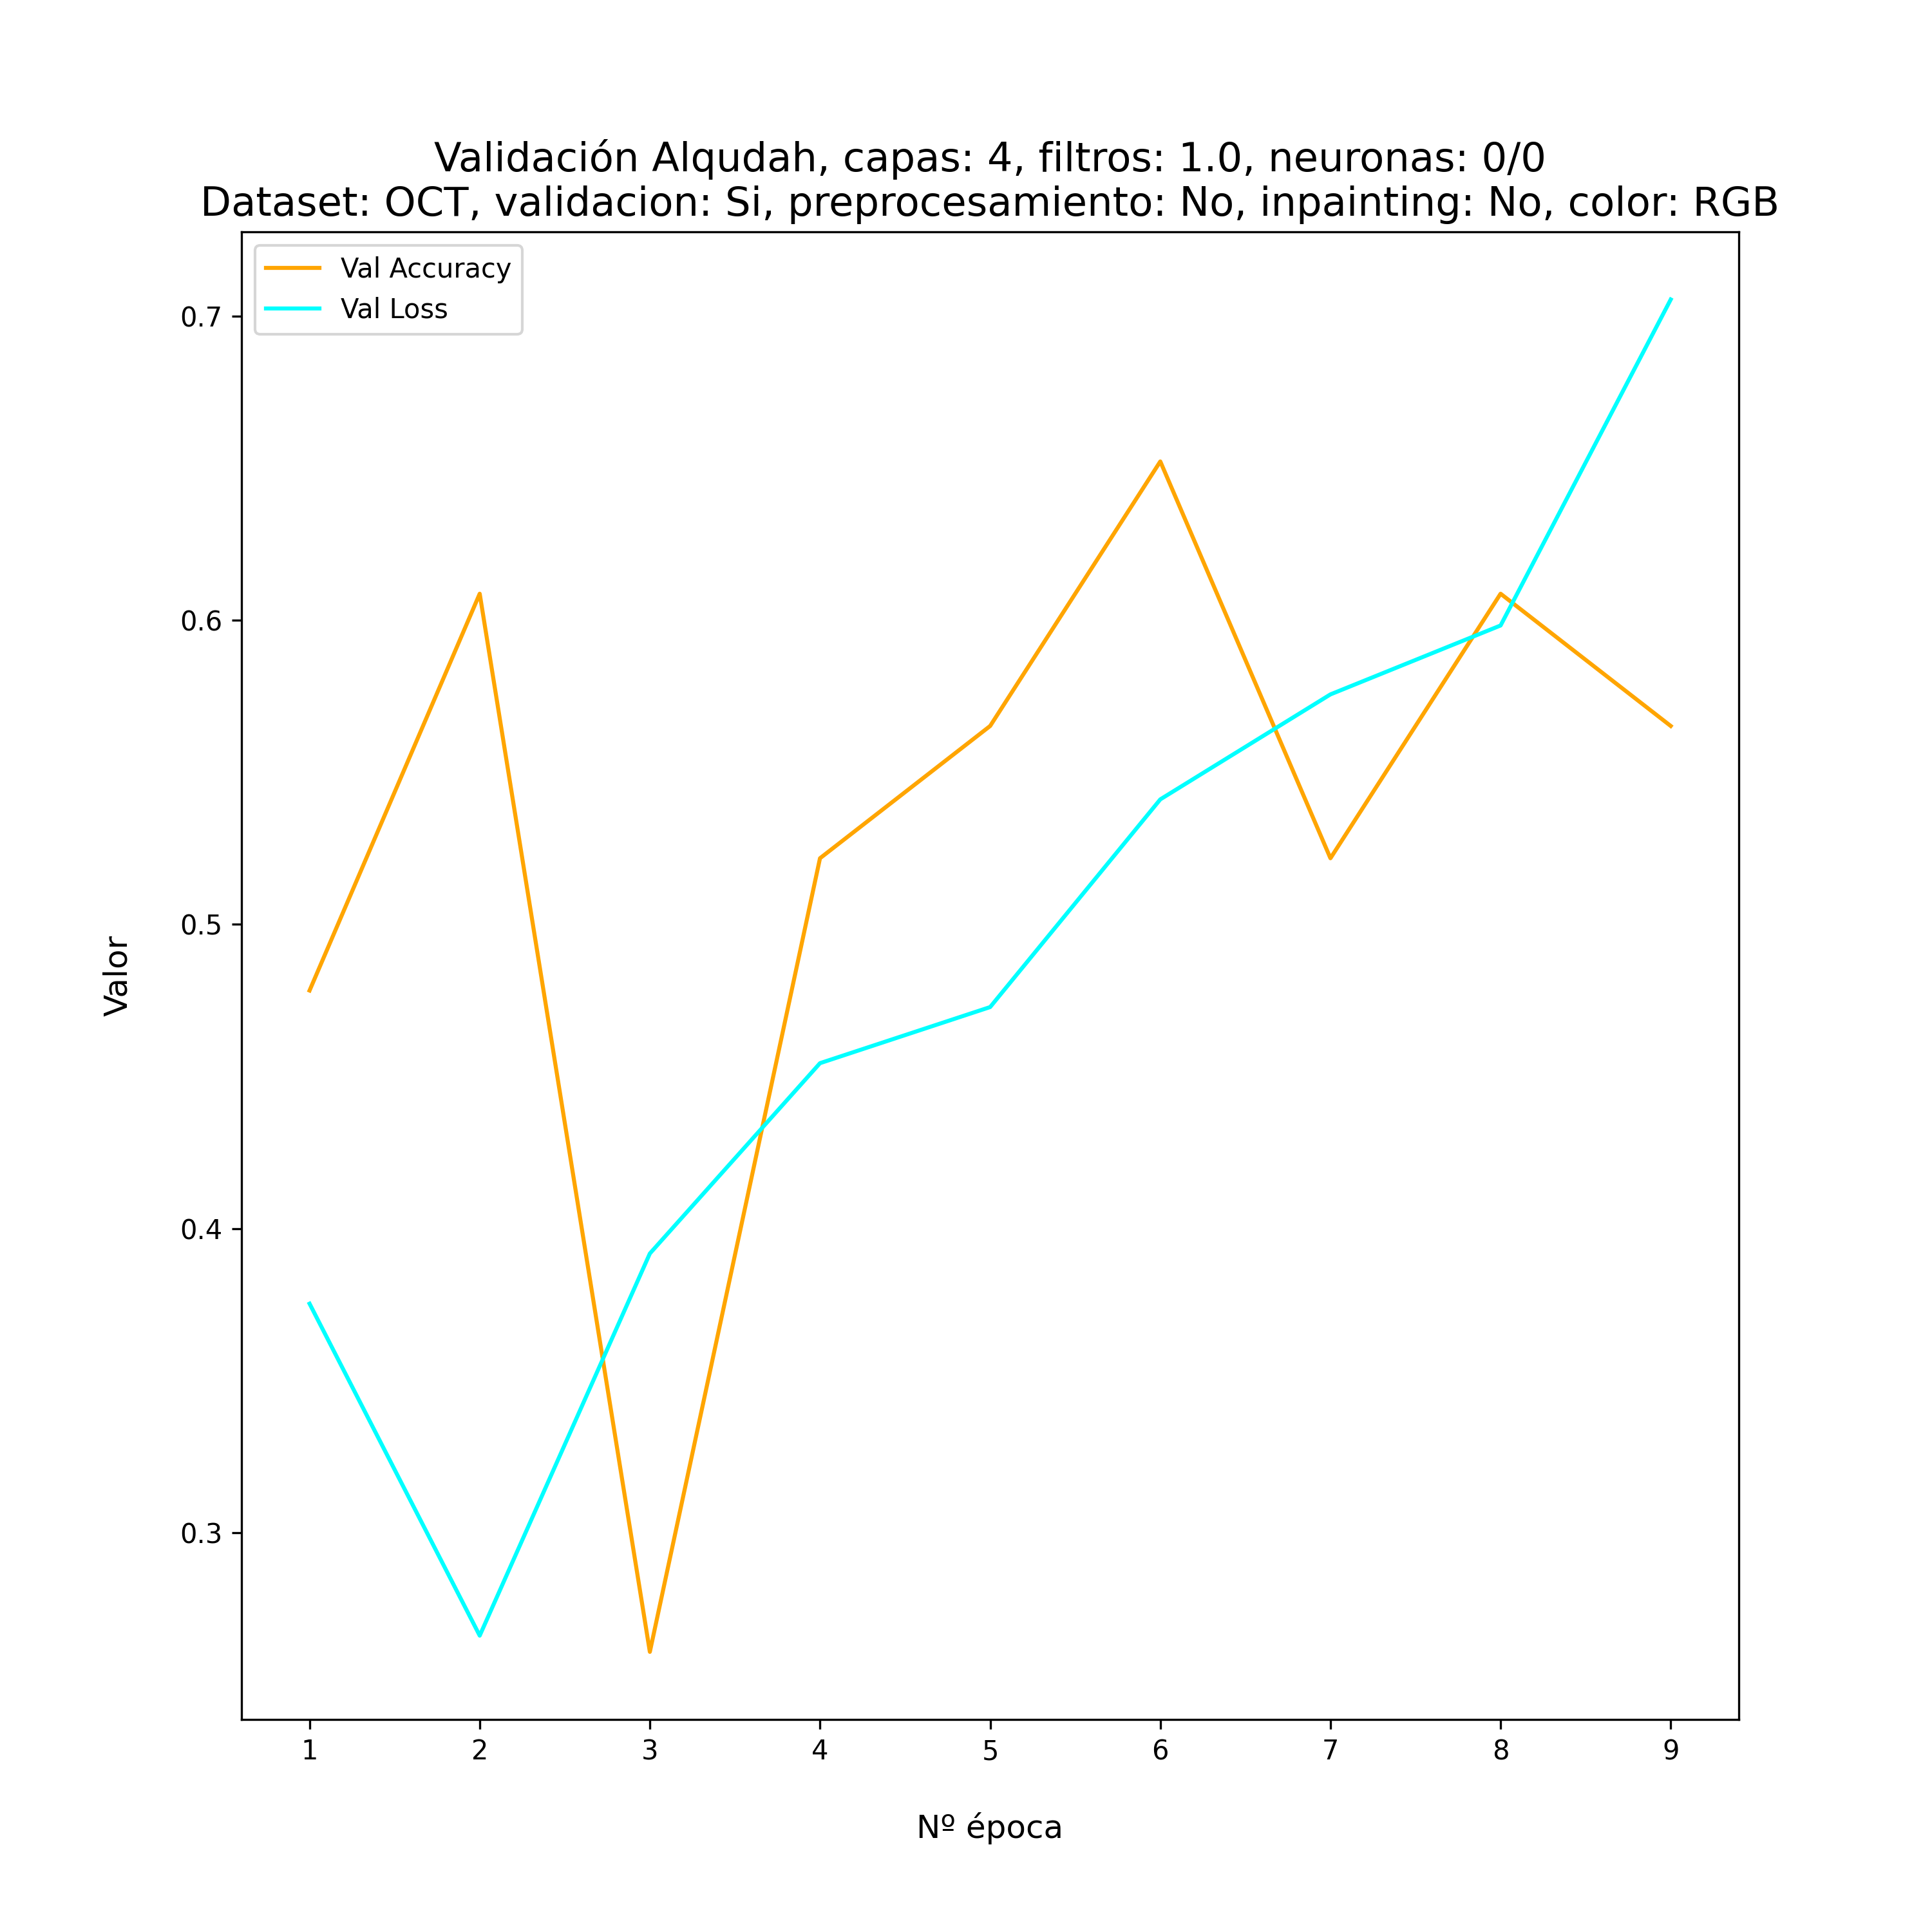 Validación Alqudah, capas: 4, filtros: 1.0, neuronas: 0/0
Dataset: OCT, validacion: Si, preprocesamiento: No, inpainting: No, color: RGB
Val Accuracy
Val Loss
0.7
0.6
0.5
0.4
0.3
Valor
1 2 3 4 5 6 7 8 9
Nº época